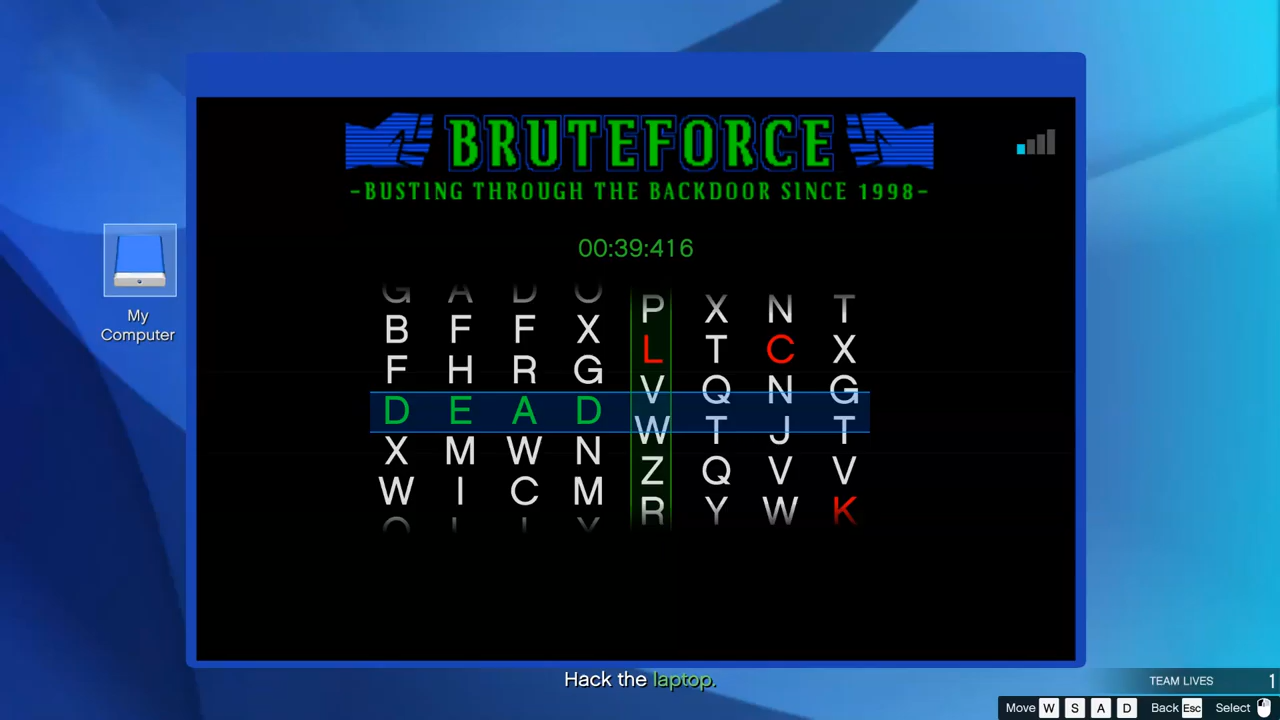 BRUTEFORCE
-BUSTING THROUGH THE BACKDOOR SINCE 1998-
00:39:416
G A D O P X N T
B F F X L T C X
F H R G V Q N G
D E A D W T J T
X M W N Z Q V V
W I C M R Y W K
My
Computer
Hack the laptop.
TEAM LIVES 1
Move W S A D Back Esc Select